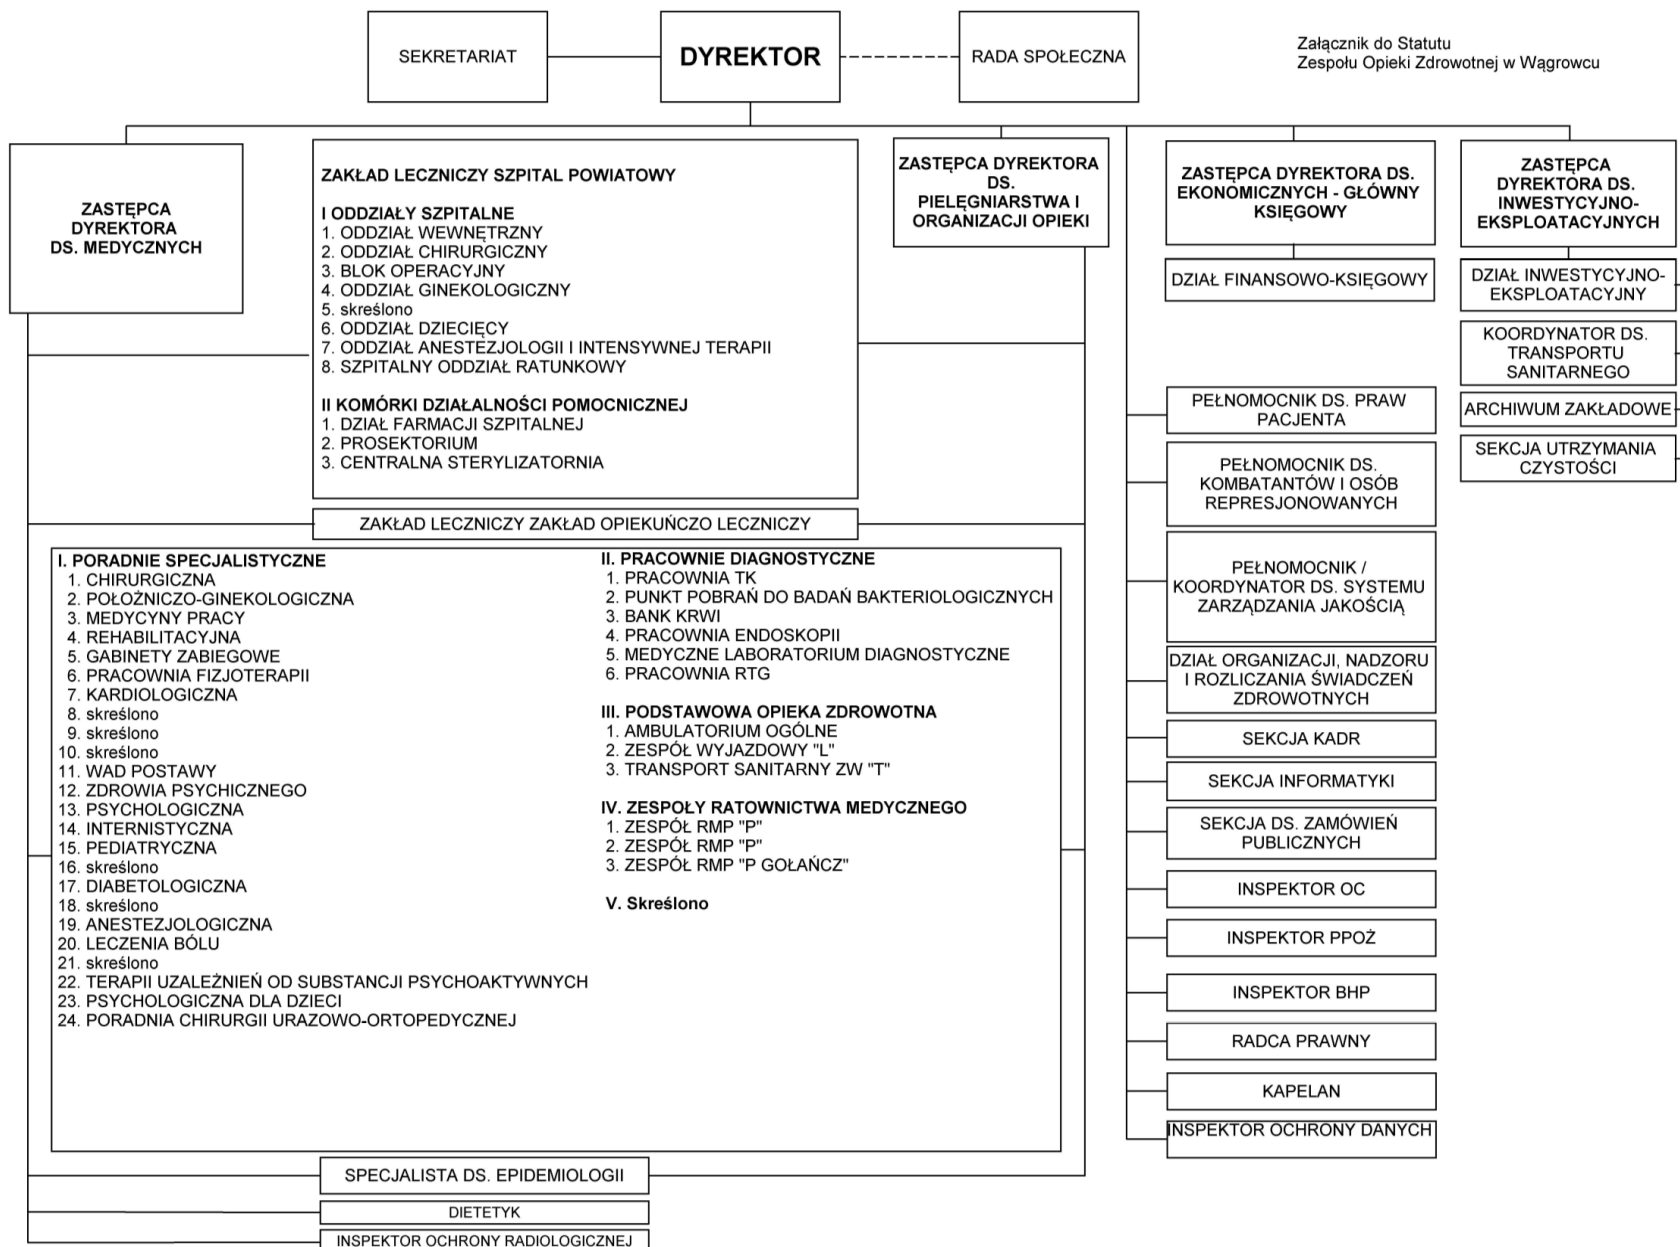 SEKRETARIAT
DYREKTOR
RADA SPOŁECZNA
Załącznik do Statutu
Zespołu Opieki Zdrowotnej w Wągrowcu
ZASTĘPCA
DYREKTORA
DS. MEDYCZNYCH
ZAKŁAD LECZNICZY SZPITAL POWIATOWY
I ODDZIAŁY SZPITALNE
1. ODDZIAŁ WEWNĘTRZNY
2. ODDZIAŁ CHIRURGICZNY
3. BLOK OPERACYJNY
4. ODDZIAŁ GINEKOLOGICZNY
5. skreślono
6. ODDZIAŁ DZIECIĘCY
7. ODDZIAŁ ANESTEZJOLOGII I INTENSYWNEJ TERAPII
8. SZPITALNY ODDZIAŁ RATUNKOWY
II KOMÓRKI DZIAŁALNOŚCI POMOCNICZEJ
1. DZIAŁ FARMACJI SZPITALNEJ
2. PROSEKTORIUM
3. CENTRALNA STERYLIZATORNIA
ZASTĘPCA DYREKTORA
DS.
PIELĘGNIARSTWA I
ORGANIZACJI OPIEKI
ZASTĘPCA DYREKTORA DS.
EKONOMICZNYCH - GŁÓWNY
KSIĘGOWY
DZIAŁ FINANSOWO-KSIĘGOWY
ZASTĘPCA
DYREKTORA DS.
INWESTYCYJNO-
EKSPLOATACYJNYCH
DZIAŁ INWESTYCYJNO-
EKSPLOATACYJNY
KOORDYNATOR DS.
TRANSPORTU
SANITARNEGO
ARCHIWUM ZAKŁADOWE
SEKCJA UTRZYMANIA
CZYSTOŚCI
ZAKŁAD LECZNICZY ZAKŁAD OPIEKUŃCZO LECZNICZY
I. PORADNIE SPECJALISTYCZNE
1. CHIRURGICZNA
2. POŁOŻNICZO-GINEKOLOGICZNA
3. MEDYCYNY PRACY
4. REHABILITACYJNA
5. GABINETY ZABIEGOWE
6. PRACOWNIA FIZJOTERAPII
7. KARDIOLOGICZNA
8. skreślono
9. skreślono
10. skreślono
11. WAD POSTAWY
12. ZDROWIA PSYCHICZNEGO
13. PSYCHOLOGICZNA
14. INTERNISTYCZNA
15. PEDIATRYCZNA
16. skreślono
17. DIABETOLOGICZNA
18. skreślono
19. ANESTEZJOLOGICZNA
20. LECZENIA BÓLU
21. skreślono
22. TERAPII UZALEŻNIEŃ OD SUBSTANCJI PSYCHOAKTYWNYCH
23. PSYCHOLOGICZNA DLA DZIECI
24. PORADNIA CHIRURGII URAZOWO-ORTOPEDYCZNEJ
II. PRACOWNIE DIAGNOSTYCZNE
1. PRACOWNIA TK
2. PUNKT POBRAŃ DO BADAŃ BAKTERIOLOGICZNYCH
3. BANK KRWI
4. PRACOWNIA ENDOSKOPII
5. MEDYCZNE LABORATORIUM DIAGNOSTYCZNE
6. PRACOWNIA RTG
III. PODSTAWOWA OPIEKA ZDROWOTNA
1. AMBULATORIUM OGÓLNE
2. ZESPÓŁ WYJAZDOWY "L"
3. TRANSPORT SANITARNY ZW "T"
IV. ZESPOŁY RATOWNICTWA MEDYCZNEGO
1. ZESPÓŁ RMP "P"
2. ZESPÓŁ RMP "P"
3. ZESPÓŁ RMP "P GOŁAŃCZ"
V. Skreślono
PEŁNOMOCNIK DS. PRAW
PACJENTA
PEŁNOMOCNIK DS.
KOMBATANTÓW I OSÓB
REPRESJONOWANYCH
PEŁNOMOCNIK /
KOORDYNATOR DS. SYSTEMU
ZARZĄDZANIA JAKOŚCIĄ
DZIAŁ ORGANIZACJI, NADZORU
I ROZLICZANIA ŚWIADCZEŃ
ZDROWOTNYCH
SEKCJA KADR
SEKCJA INFORMATYKI
SEKCJA DS. ZAMÓWIEŃ
PUBLICZNYCH
INSPEKTOR OC
INSPEKTOR PPOŻ
INSPEKTOR BHP
RADCA PRAWNY
KAPELAN
INSPEKTOR OCHRONY DANYCH
SPECJALISTA DS. EPIDEMIOLOGII
DIETETYK
INSPEKTOR OCHRONY RADIOLOGICZNEJ